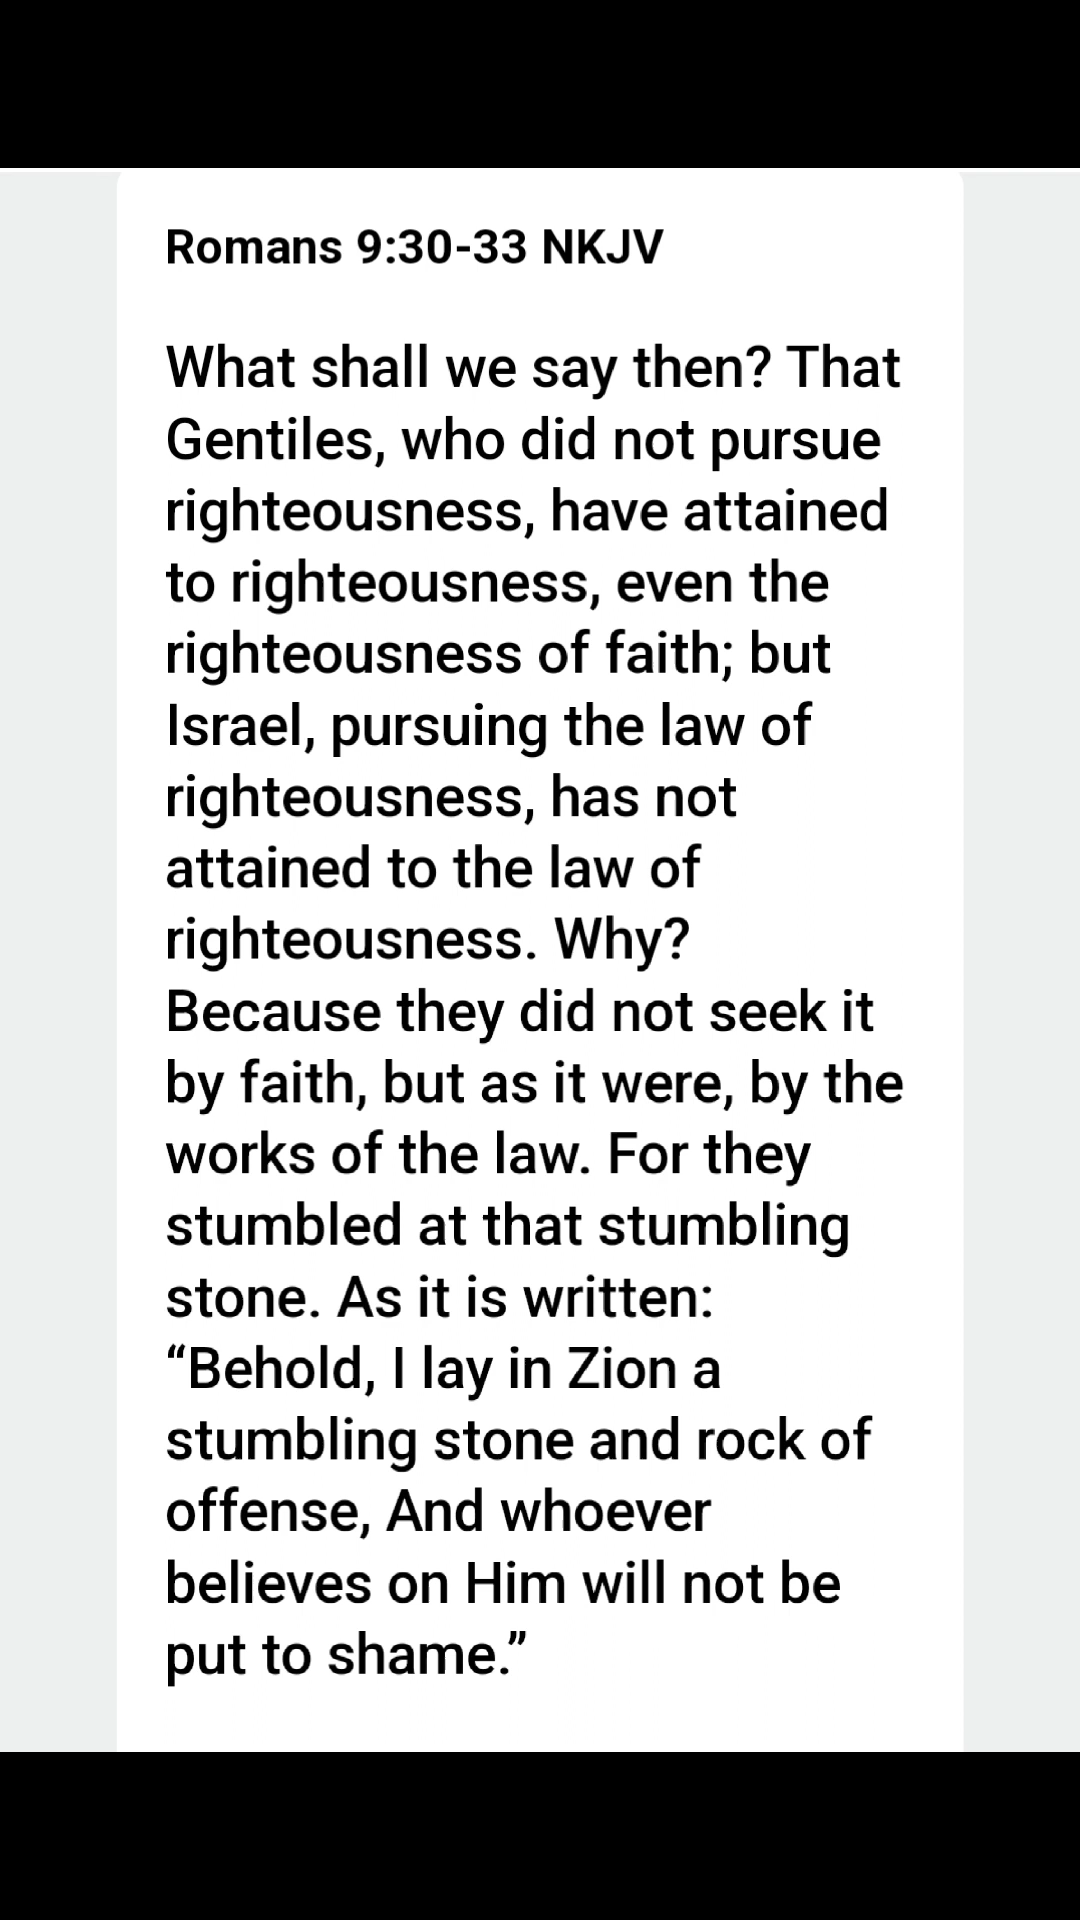 Romans 9:30-33 NKJV
What shall we say then? That
Gentiles, who did not pursue
righteousness, have attained
to righteousness, even the
righteousness of faith; but
Israel, pursuing the law of
righteousness, has not
attained to the law of
righteousness. Why?
Because they did not seek it
by faith, but as it were, by the
works of the law. For they
stumbled at that stumbling
stone. As it is written:
“Behold, I lay in Zion a
stumbling stone and rock of
offense, And whoever
believes on Him will not be
put to shame.”